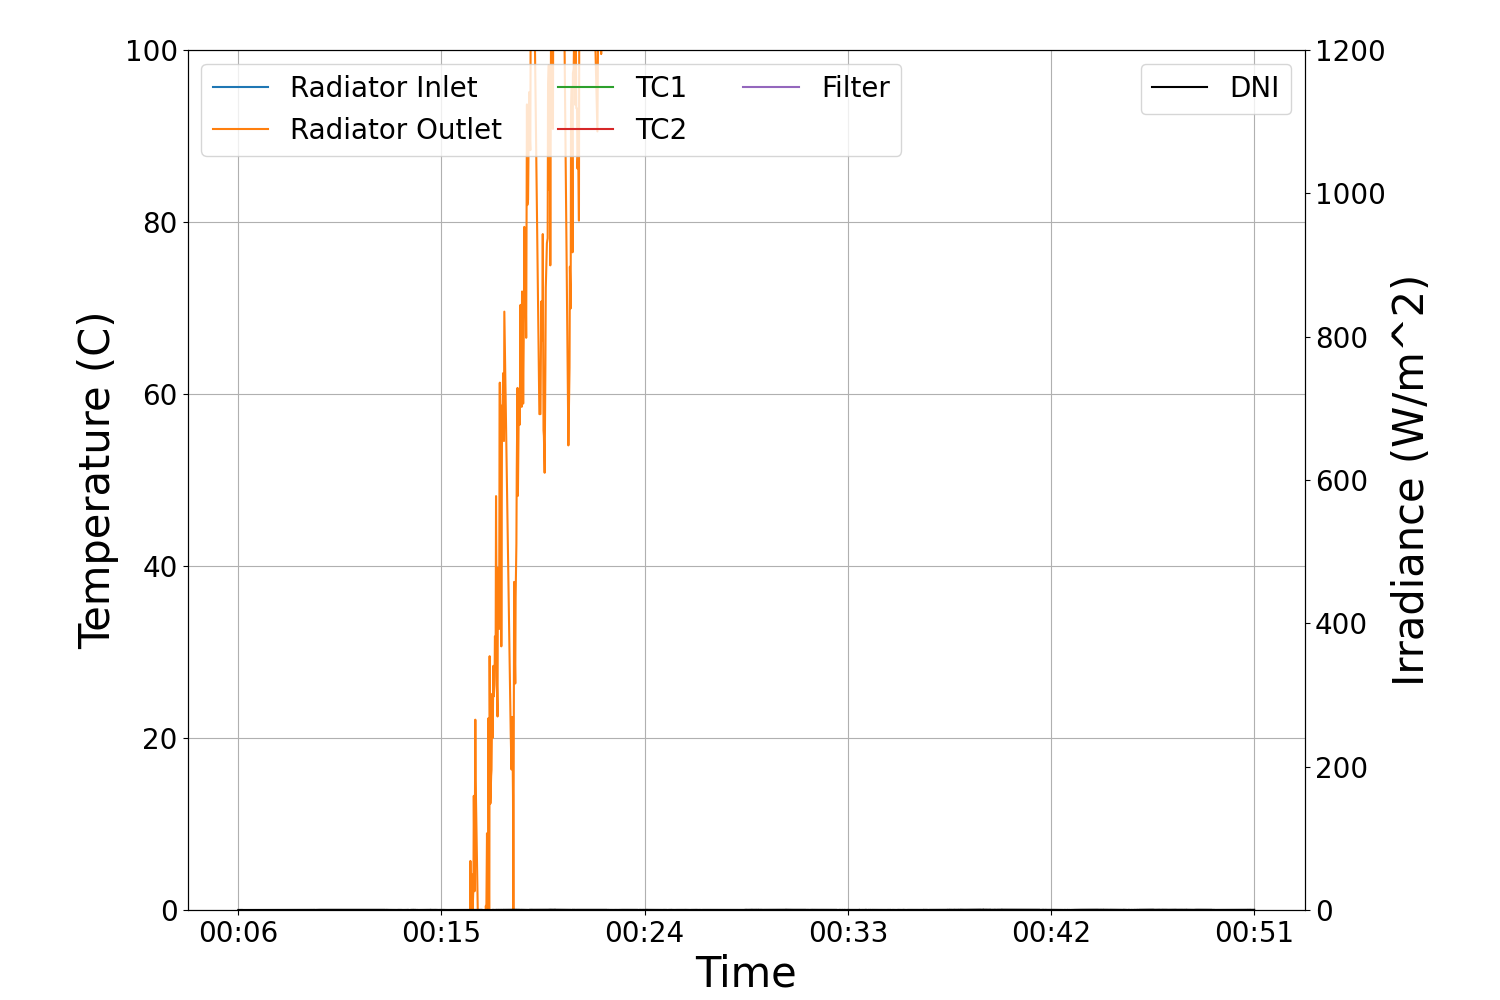 100
80
60
40
20
0
Temperature (C)
Radiator Inlet
Radiator Outlet
TC1
TC2
Filter
DNI
1200
1000
800
600
400
200
0
Irradiance (W/m^2)
00:06 00:15 00:24 00:33 00:42 00:51
Time